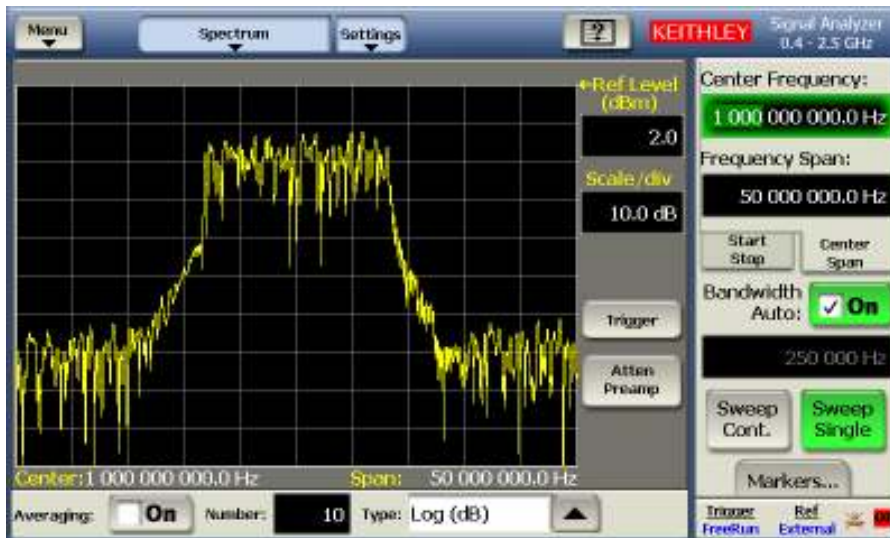 Menu
Spectrum
Settings
?
KEITHLEY
Signal Analyzer
0.4 - 2.5 GHz
←Ref Level
(dBm)
2.0
Scale/div
10.0 dB
Trigger
Atten
Preamp
Center Frequency:
1 000 000 000.0 Hz
Frequency Span:
50 000 000.0 Hz
Start
Stop
Center
Span
Bandwidth
Auto:
On
250 000 Hz
Sweep
Cont.
Sweep
Single
Markers...
Center:1 000 000 000.0 Hz
Span: 50 000 000.0 Hz
Averaging: On Number: 10 Type: Log (dB)
Trigger
FreeRun
Ref
External